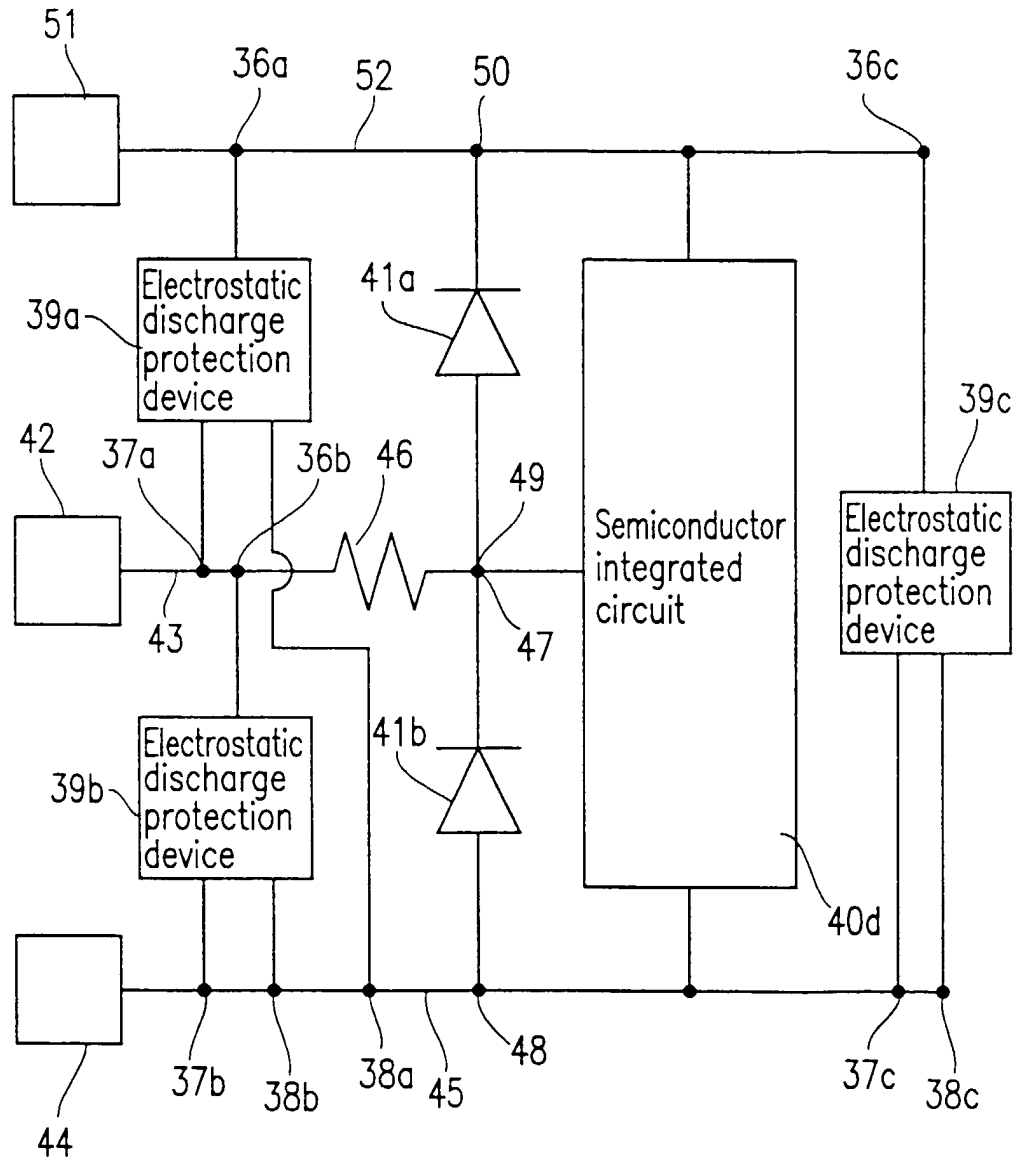 51
36a
52
50
36c
Electrostatic
discharge
protection
device
39a
41a
39c
42
37a
36b
46
49
Semiconductor
integrated
circuit
Electrostatic
discharge
protection
device
43
47
Electrostatic
discharge
protection
device
39b
41b
40d
44
37b
38b
38a
45
48
37c
38c